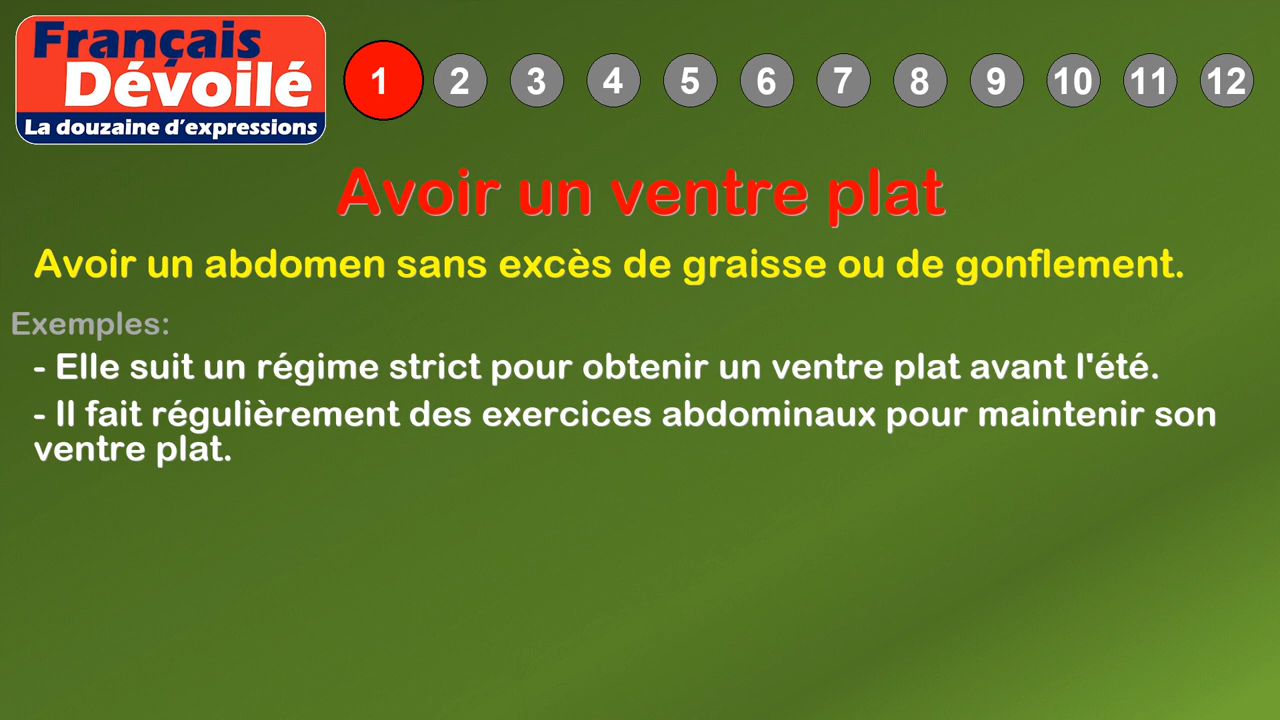 Français
Dévoilé
La douzaine d'expressions
1 2 3 4 5 6 7 8 9 10 11 12
Avoir un ventre plat
Avoir un abdomen sans excès de graisse ou de gonflement.
Exemples:
- Elle suit un régime strict pour obtenir un ventre plat avant l'été.
- Il fait régulièrement des exercices abdominaux pour maintenir son
ventre plat.